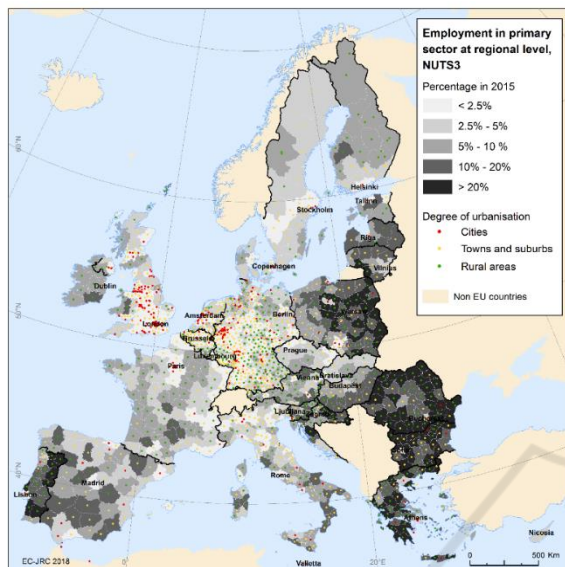 Employment in primary
sector at regional level,
NUTS3
Percentage in 2015
< 2.5%
2.5% - 5%
5% - 10 %
10% - 20%
> 20%
Degree of urbanisation
Cities
Towns and suburbs
Rural areas
Non EU countries
Helsinki
Tallinn
Stockholm
Riga
Vilnius
Copenhagen
Dublin
Amsterdam
Berlin
London
Brussels
Luxembourg
Prague
Paris
Vienna
Bratislava
Budapest
Ljubljana
Rome
Madrid
Lisbon
Athens
Nicosia
Valletta
EC-JRC 2018
0°
20°E
0
500 Km